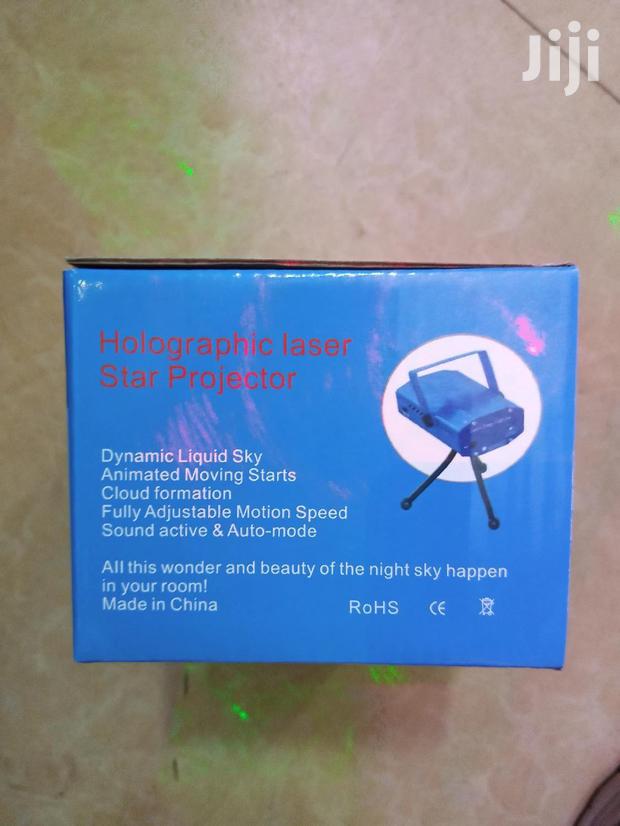 Jiji
Holographic laser
Star Projector
Dynamic Liquid Sky
Animated Moving Starts
Cloud formation
Fully Adjustable Motion Speed
Sound active & Auto-mode
All this wonder and beauty of the night sky happen
in your room!
Made in China
RoHS CE